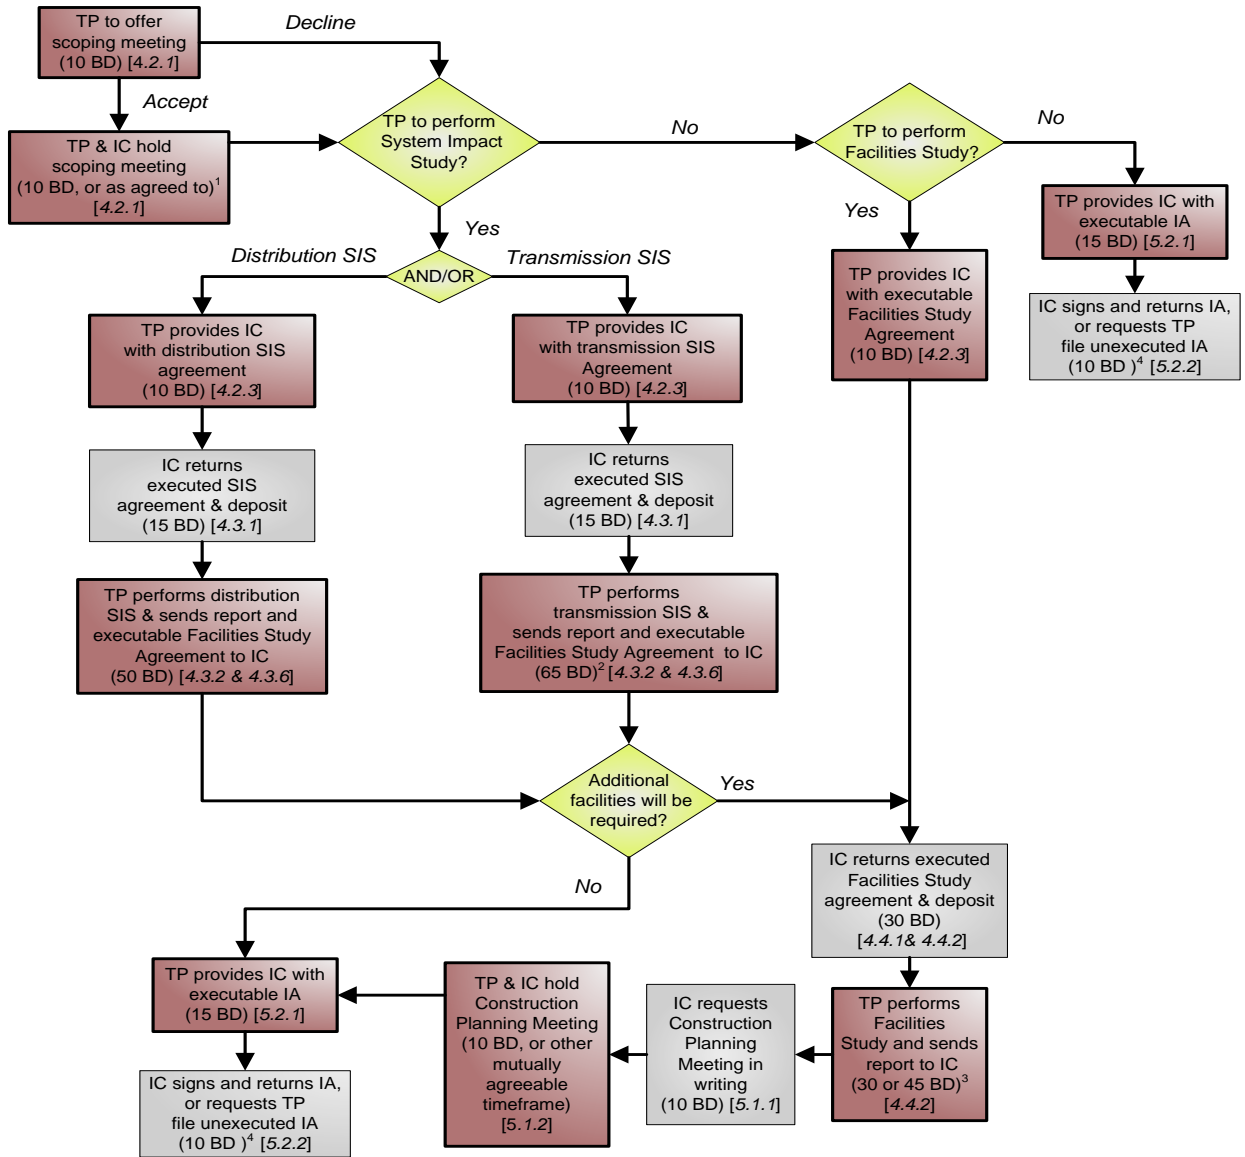 TP to offer
scoping meeting
(10 BD) [4.2.1]
Decline
Accept
TP & IC hold
scoping meeting
(10 BD, or as agreed to)1
[4.2.1]
TP to perform
System Impact
Study?
No
TP to perform
Facilities Study?
No
Yes
Yes
TP provides IC with
executable IA
(15 BD) [5.2.1]
IC signs and returns IA,
or requests TP
file unexecuted IA
(10 BD )4 [5.2.2]
TP provides IC
with executable
Facilities Study
Agreement
(10 BD) [4.2.3]
Distribution SIS
AND/OR
Transmission SIS
TP provides IC
with distribution SIS
agreement
(10 BD) [4.2.3]
TP provides IC
with transmission SIS
Agreement
(10 BD) [4.2.3]
IC returns
executed SIS
agreement & deposit
(15 BD) [4.3.1]
IC returns
executed SIS
agreement & deposit
(15 BD) [4.3.1]
TP performs distribution
SIS & sends report and
executable Facilities Study
Agreement to IC
(50 BD) [4.3.2 & 4.3.6]
TP performs
transmission SIS &
sends report and executable
Facilities Study Agreement to IC
(65 BD)2 [4.3.2 & 4.3.6]
Additional
facilities will be
required?
Yes
No
IC returns executed
Facilities Study
agreement & deposit
(30 BD)
[4.4.1& 4.4.2]
TP performs
Facilities
Study and sends
report to IC
(30 or 45 BD)3
[4.4.2]
IC requests
Construction
Planning
Meeting in
writing
(10 BD) [5.1.1]
TP & IC hold
Construction
Planning Meeting
(10 BD, or other
mutually
agreeable
timeframe)
[5.1.2]
TP provides IC with
executable IA
(15 BD) [5.2.1]
IC signs and returns IA,
or requests TP
file unexecuted IA
(10 BD )4 [5.2.2]